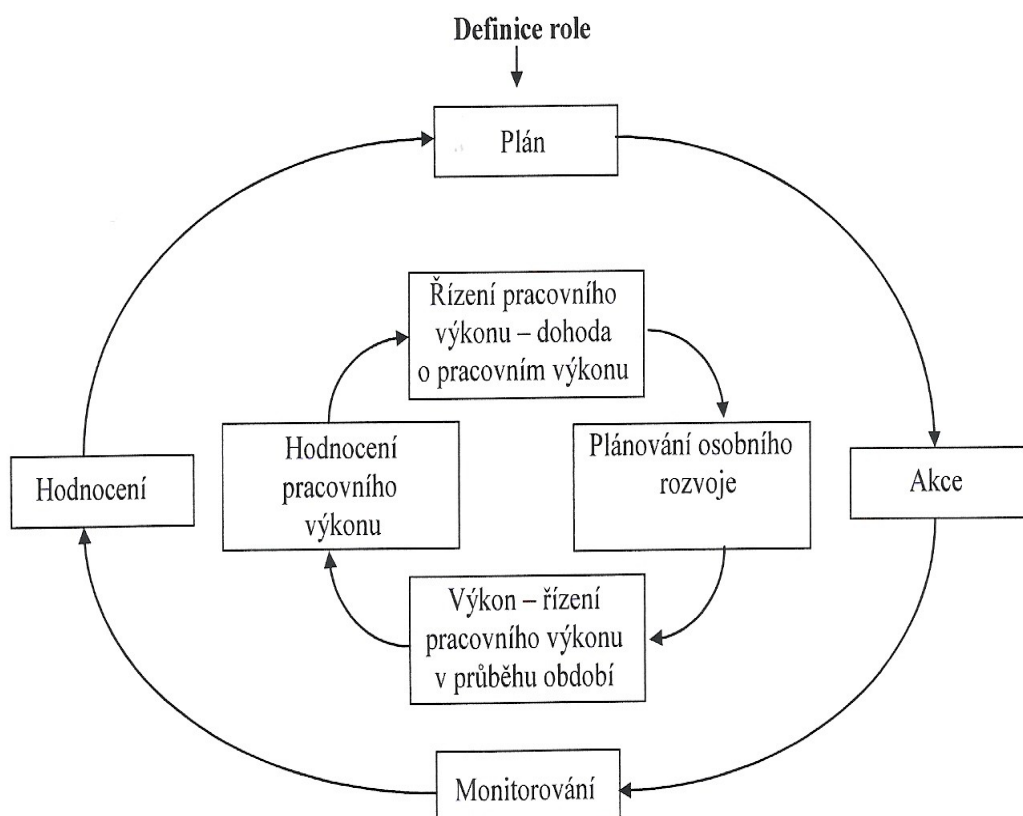 Definice role
Plán
Řízení pracovního
výkonu – dohoda
o pracovním výkonu
Hodnocení
pracovního
výkonu
Plánování osobního
rozvoje
Hodnocení
Akce
Výkon – řízení
pracovního výkonu
v průběhu období
Monitorování